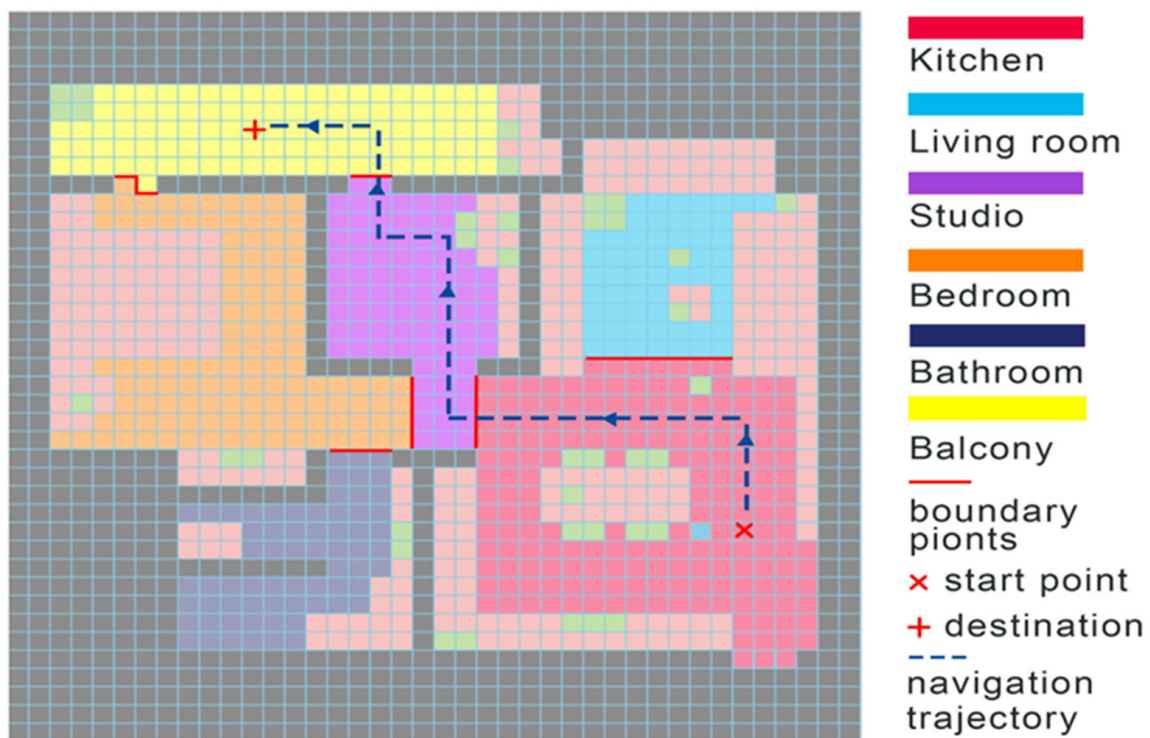 Kitchen
Living room
Studio
Bedroom
Bathroom
Balcony
boundary
pionts
start point
destination
navigation
trajectory